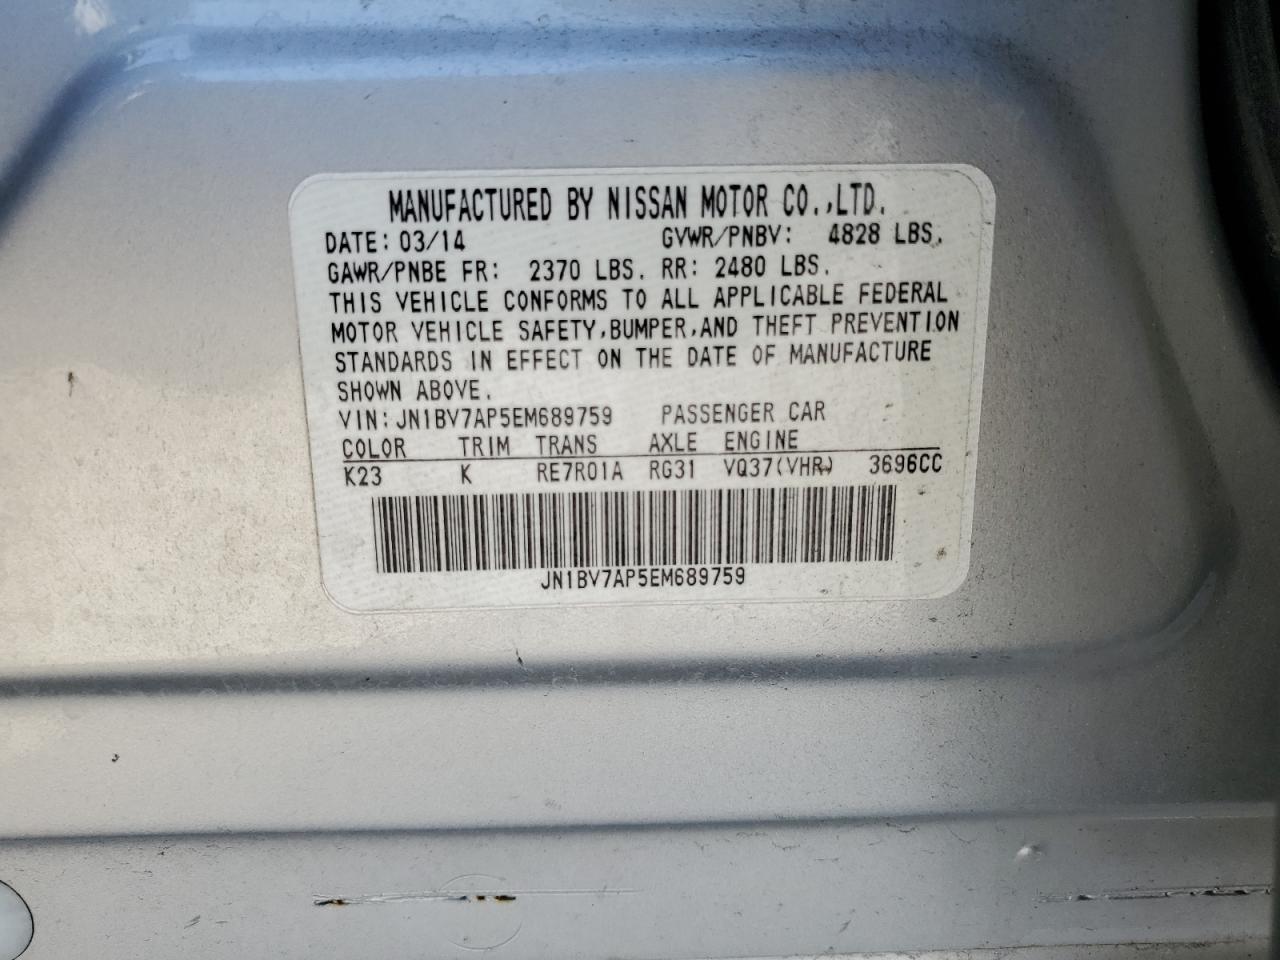 MANUFACTURED BY NISSAN MOTOR CO.,LTD.
DATE: 03/14 GVWR/PNBV: 4828 LBS.
GAWR/PNBE FR: 2370 LBS. RR: 2480 LBS.
THIS VEHICLE CONFORMS TO ALL APPLICABLE FEDERAL
MOTOR VEHICLE SAFETY,BUMPER,AND THEFT PREVENTION
STANDARDS IN EFFECT ON THE DATE OF MANUFACTURE
SHOWN ABOVE.
VIN: JN1BV7AP5EM689759 PASSENGER CAR
COLOR TRIM TRANS AXLE ENGINE
K23 K RE7R01A RG31 VQ37(VHR) 3696CC
JN1BV7AP5EM689759